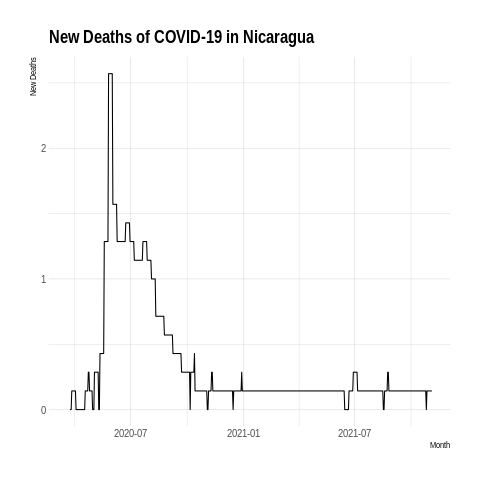 New Deaths of COVID-19 in Nicaragua
New Deaths
2
1
0
2020-07
2021-01
2021-07
Month